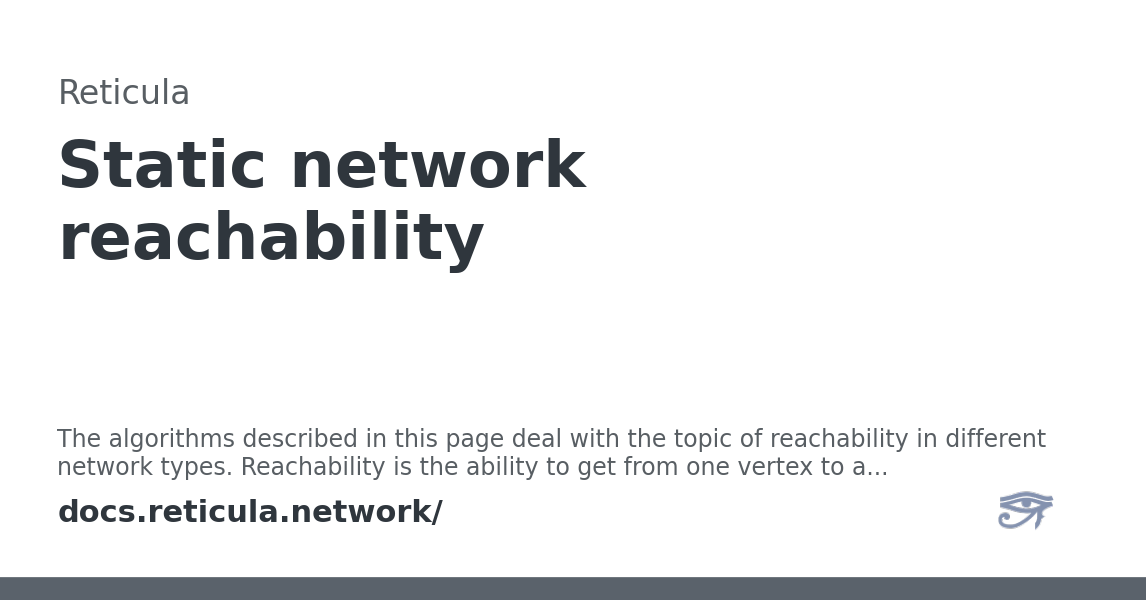 Reticula
Static network
reachability
The algorithms described in this page deal with the topic of reachability in different
network types. Reachability is the ability to get from one vertex to a...
docs.reticula.network/